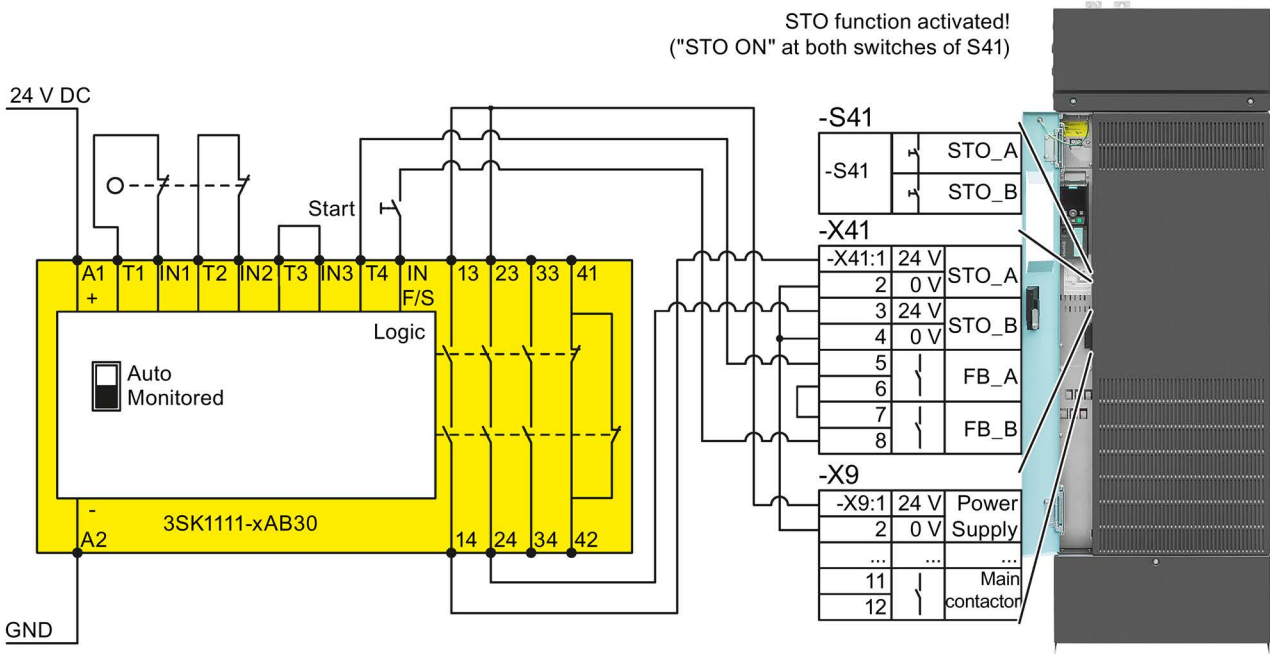 STO function activated!
("STO ON" at both switches of S41)
24 V DC
-S41
-S41 STO_A
STO_B
Start
-X41
-X41:1 24 V STO_A
2 0 V
3 24 V STO_B
4 0 V
5 FB_A
6
7 FB_B
8
A1 T1 IN1 T2 IN2 T3 IN3 T4 IN 13 23 33 41
+ F/S
Logic
Auto
Monitored
-X9
-X9:1 24 V Power
2 0 V Supply
... ... ...
11 Main
12 contactor
-
3SK1111-xAB30
A2 14 24 34 42
GND